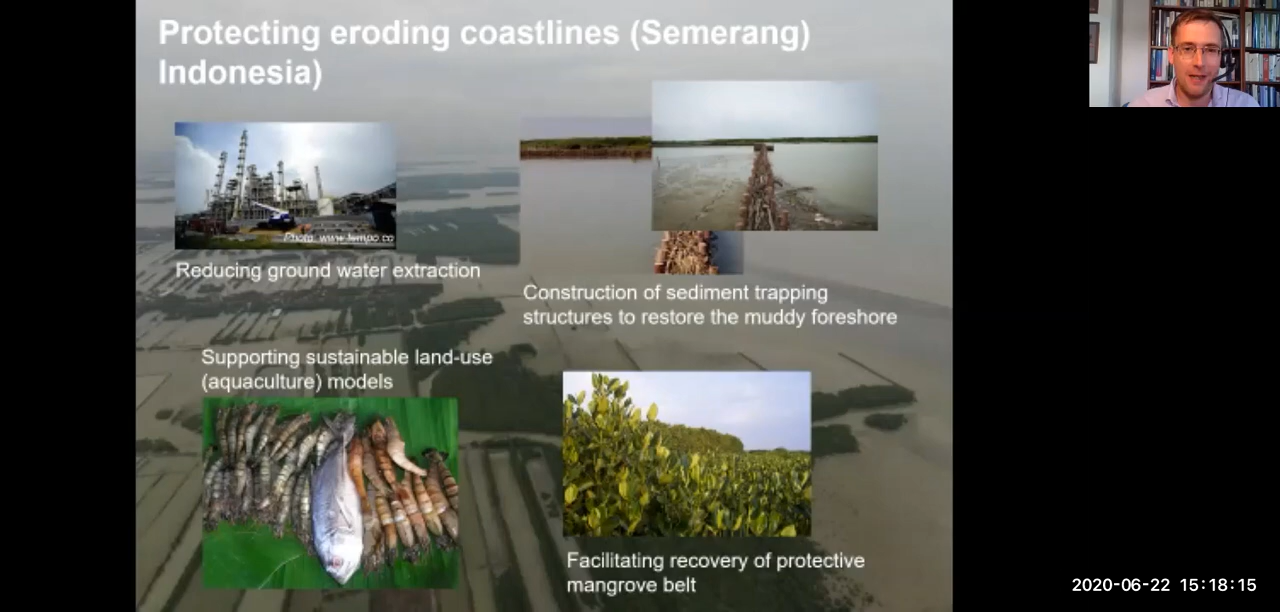 Protecting eroding coastlines (Semerang)
Indonesia)
Photo: www.tempo.co
Reducing ground water extraction
Construction of sediment trapping
structures to restore the muddy foreshore
Supporting sustainable land-use
(aquaculture) models
Facilitating recovery of protective
mangrove belt
2020-06-22 15:18:15